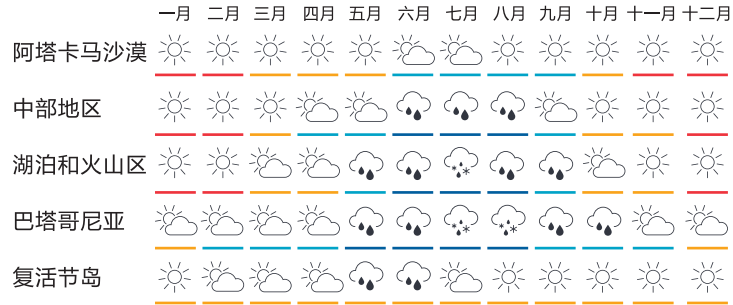 一月 二月 三月 四月 五月 六月 七月 八月 九月 十月 十一月 十二月
阿塔卡马沙漠
中部地区
湖泊和火山区
巴塔哥尼亚
复活节岛